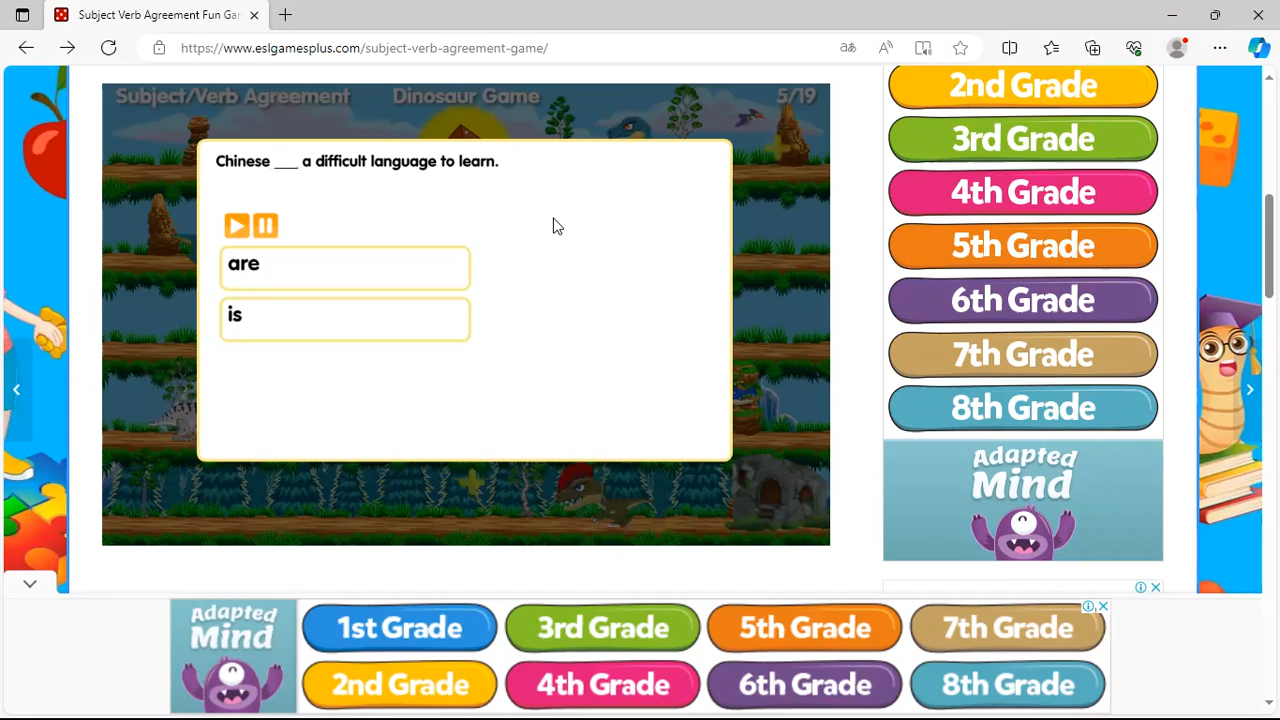 Subject Verb Agreement Fun Gar
https://www.eslgamesplus.com/subject-verb-agreement-game/
Subject/Verb Agreement Dinosaur Game 5/19
Chinese ___ a difficult language to learn.
are
is
2nd Grade
3rd Grade
4th Grade
5th Grade
6th Grade
7th Grade
8th Grade
Adapted
Mind
Adapted
Mind
1st Grade 3rd Grade 5th Grade 7th Grade
2nd Grade 4th Grade 6th Grade 8th Grade